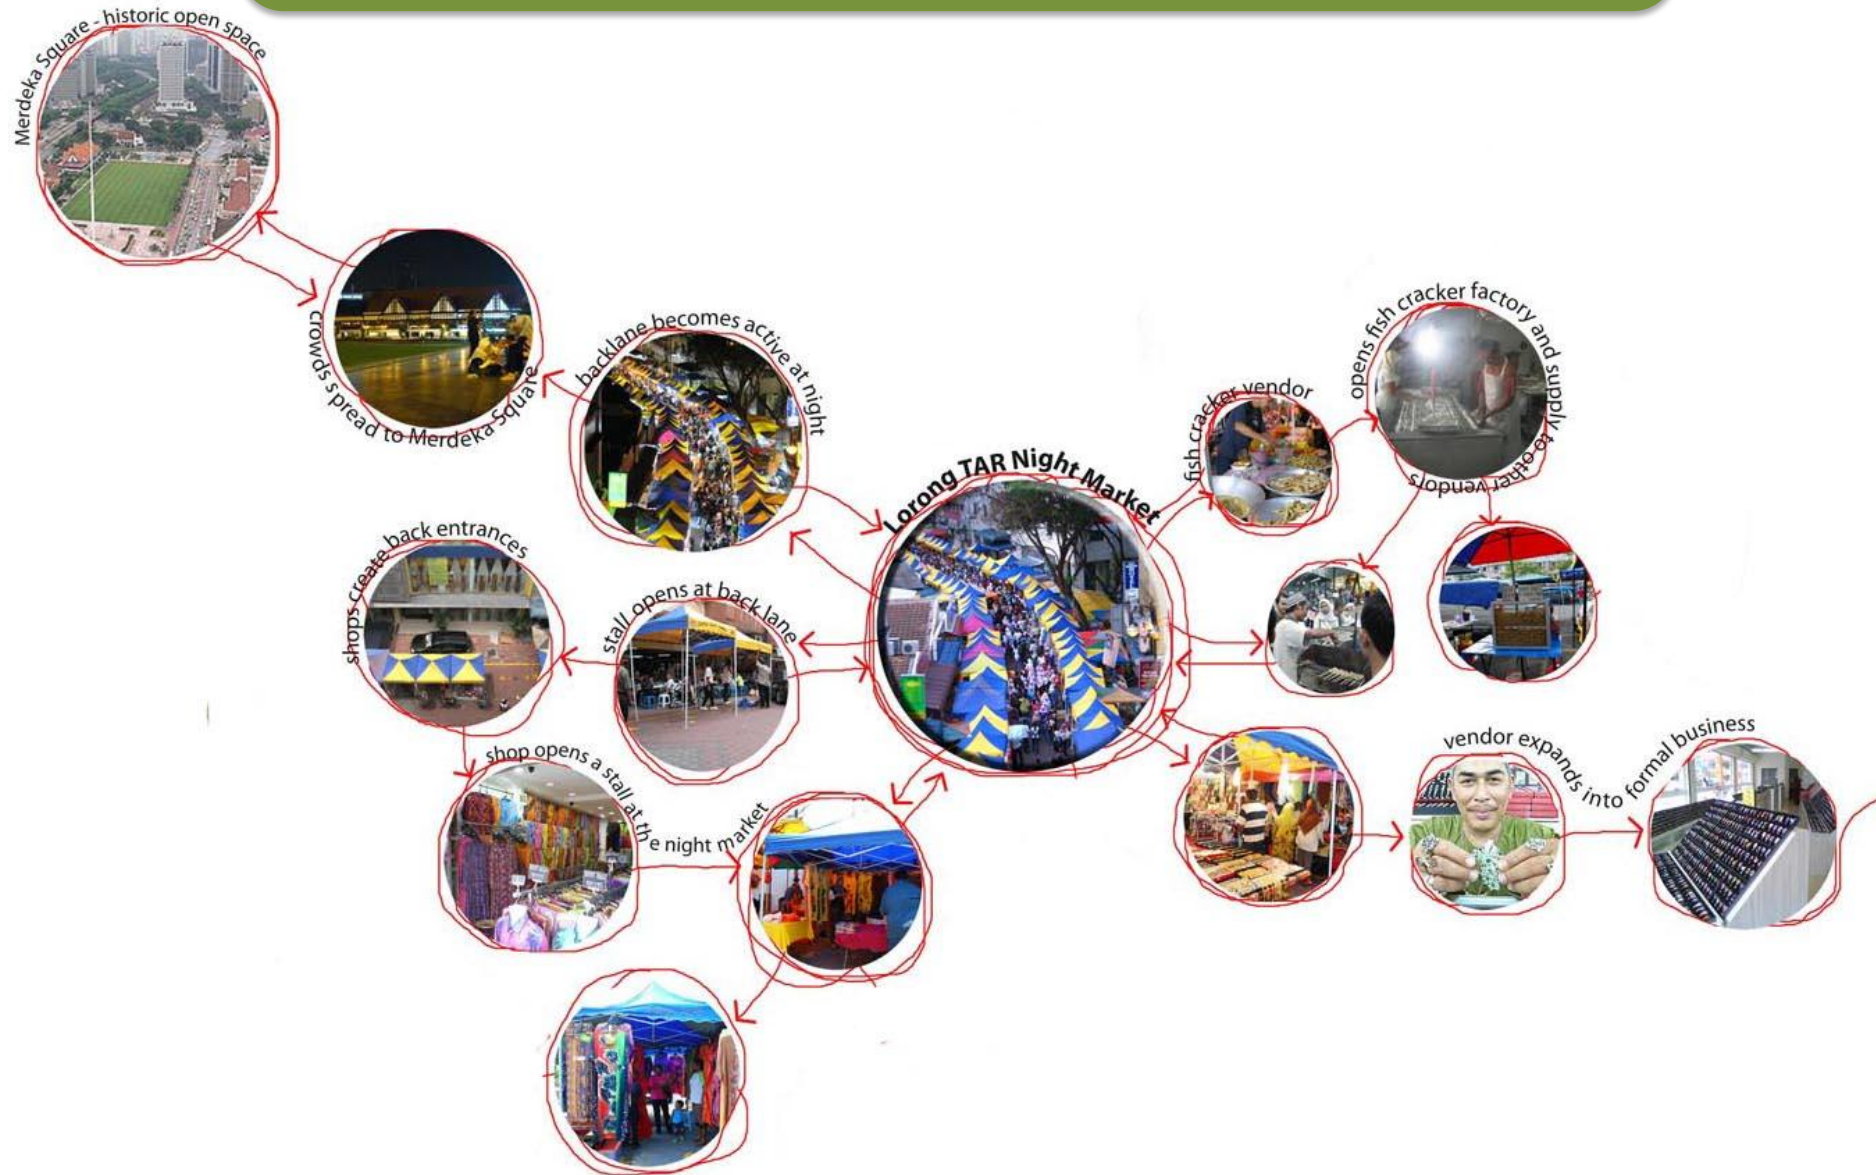 Merdeka Square - historic open space
crowds spread to Merdeka Square
backlane becomes active at night
Lorong TAR Night Market
fish cracker vendor
opens fish cracker factory and supply to other vendors
shops create back entrances
stall opens at back lane
shop opens a stall at the night market
vendor expands into formal business